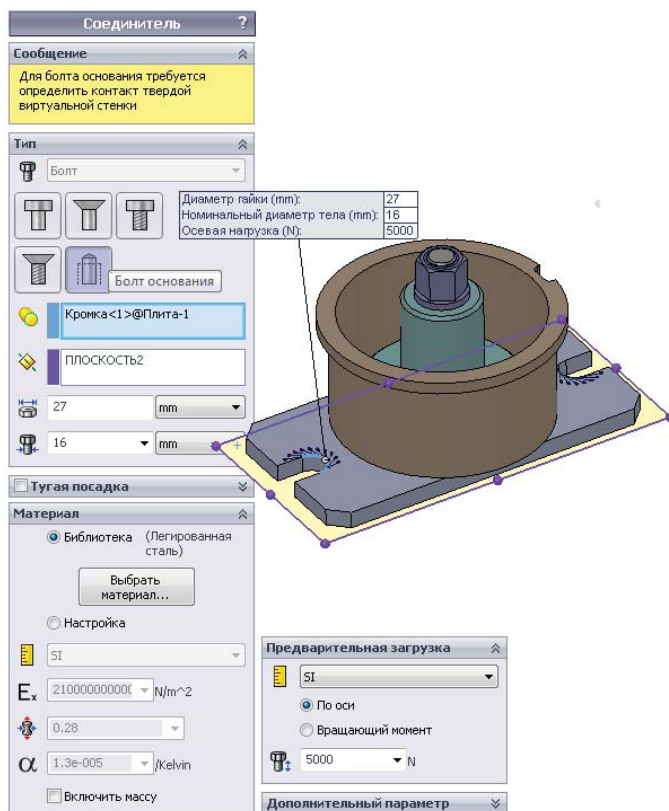 Соединитель ?
Сообщение
Для болта основания требуется
определить контакт твердой
виртуальной стенки
Тип
Болт
Диаметр гайки (mm): 27
Номинальный диаметр тела (mm): 16
Осевая нагрузка (N): 5000
Болт основания
Кромка<1>@Плита-1
ПЛОСКОСТЬ2
27 mm
16 mm
Тугая посадка
Материал
Библиотека (Легированная
сталь)
Выбрать
материал...
Настройка
SI
Ex 21000000000 N/m^2
0.28
α 1.3e-005 /Kelvin
Включить массу
Предварительная загрузка
SI
По оси
Вращающий момент
5000 N
Дополнительный параметр